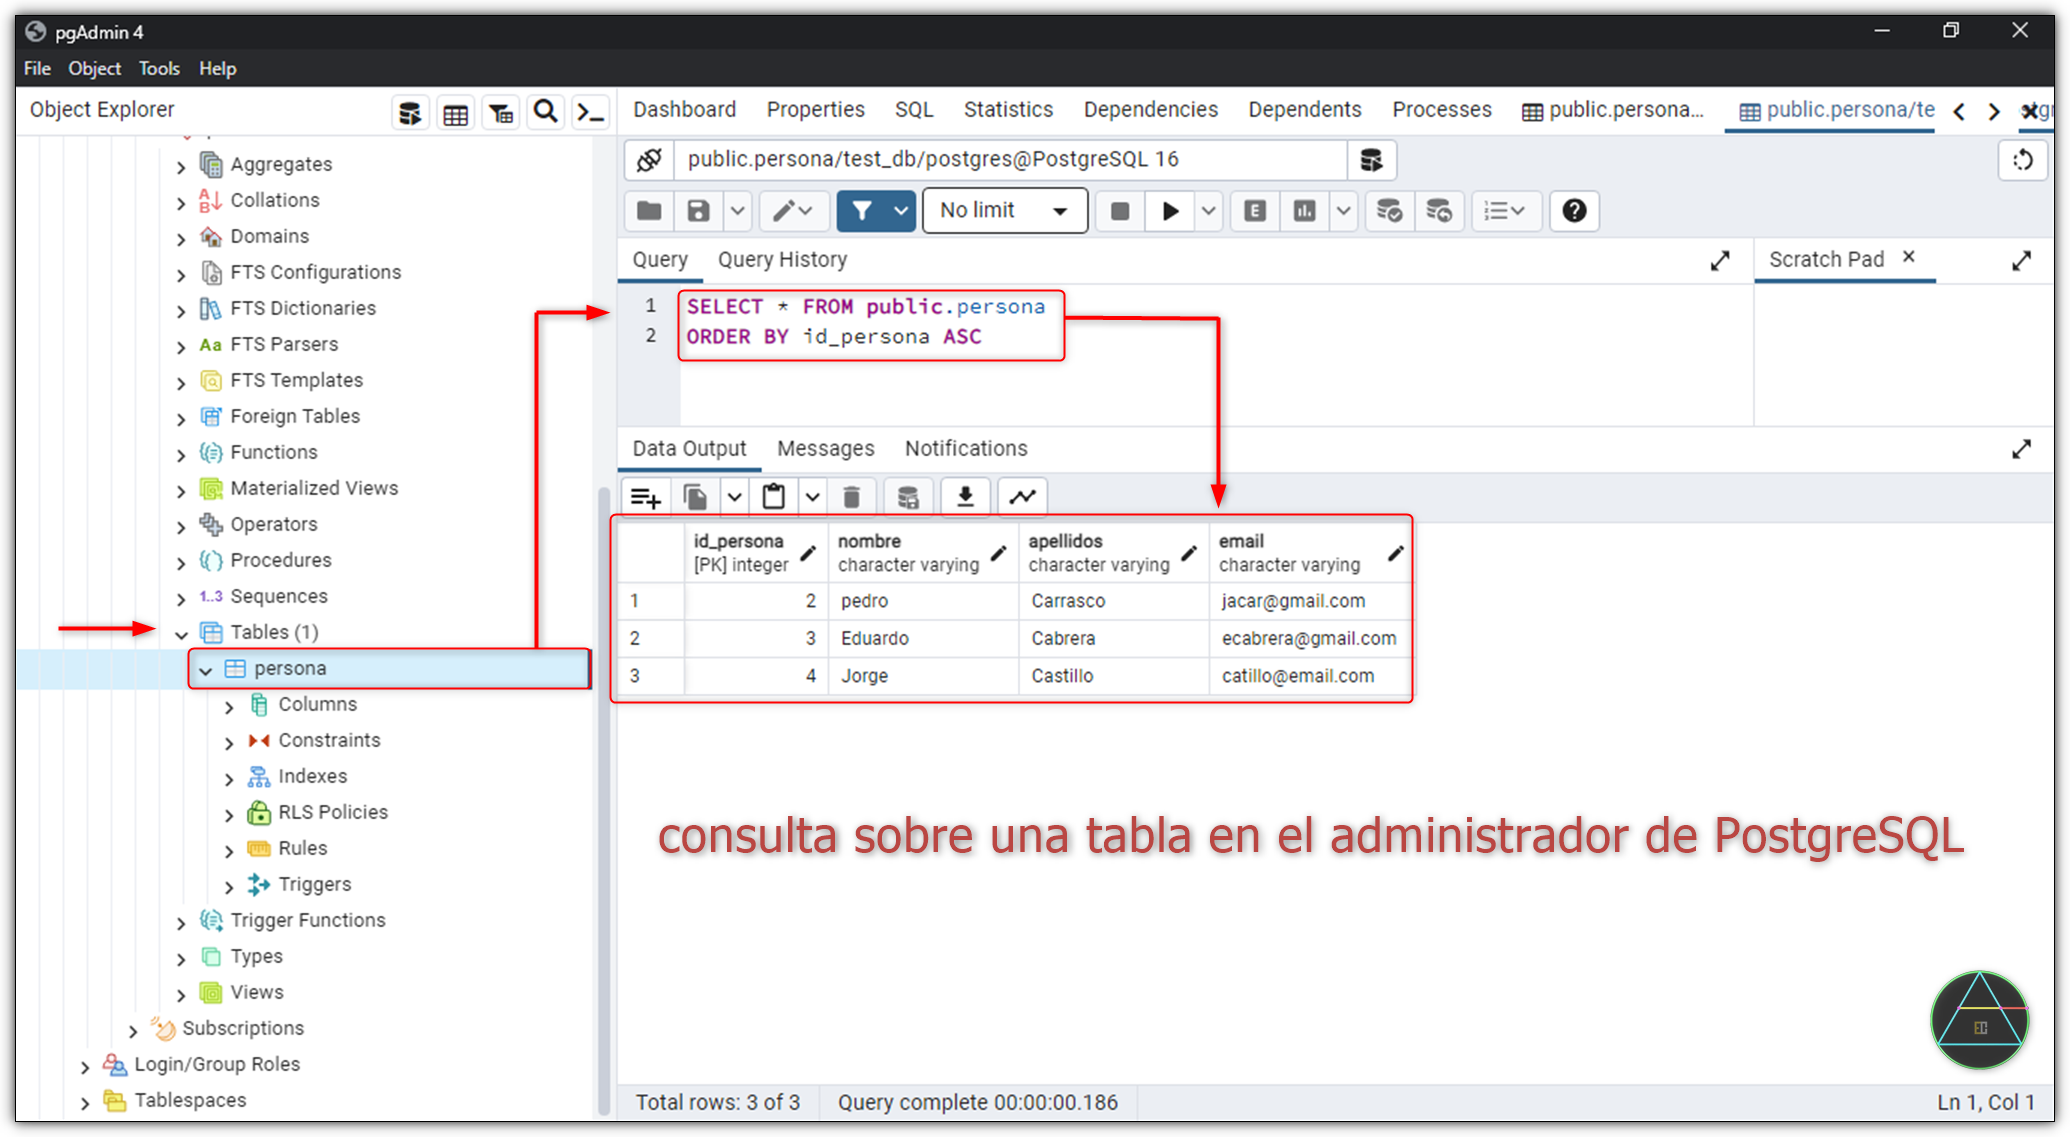 pgAdmin 4
File Object Tools Help
Object Explorer
Dashboard Properties SQL Statistics Dependencies Dependents Processes public.persona... public.persona/te
public.persona/test_db/postgres@PostgreSQL 16
No limit
E
Query Query History
Scratch Pad
1 SELECT * FROM public.persona
2 ORDER BY id_persona ASC
Data Output Messages Notifications
id_persona nombre apellidos email
[PK] integer character varying character varying character varying
1 2 pedro Carrasco jacar@gmail.com
2 3 Eduardo Cabrera ecabrera@gmail.com
3 4 Jorge Castillo catillo@email.com
Aggregates
Collations
Domains
FTS Configurations
FTS Dictionaries
Aa FTS Parsers
FTS Templates
Foreign Tables
Functions
Materialized Views
Operators
Procedures
1..3 Sequences
Tables (1)
persona
Columns
Constraints
Indexes
RLS Policies
Rules
Triggers
Trigger Functions
Types
Views
Subscriptions
Login/Group Roles
Tablespaces
consulta sobre una tabla en el administrador de PostgreSQL
Total rows: 3 of 3 Query complete 00:00:00.186 Ln 1, Col 1